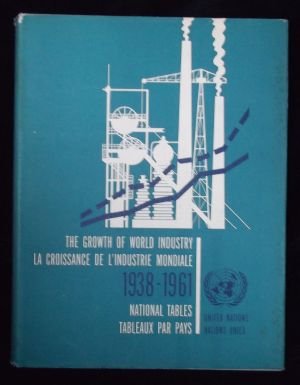 THE GROWTH OF WORLD INDUSTRY
LA CROISSANCE DE L'INDUSTRIE MONDIALE
1938-1961
NATIONAL TABLES
TABLEAUX PAR PAYS
UNITED NATIONS
NATIONS UNIES